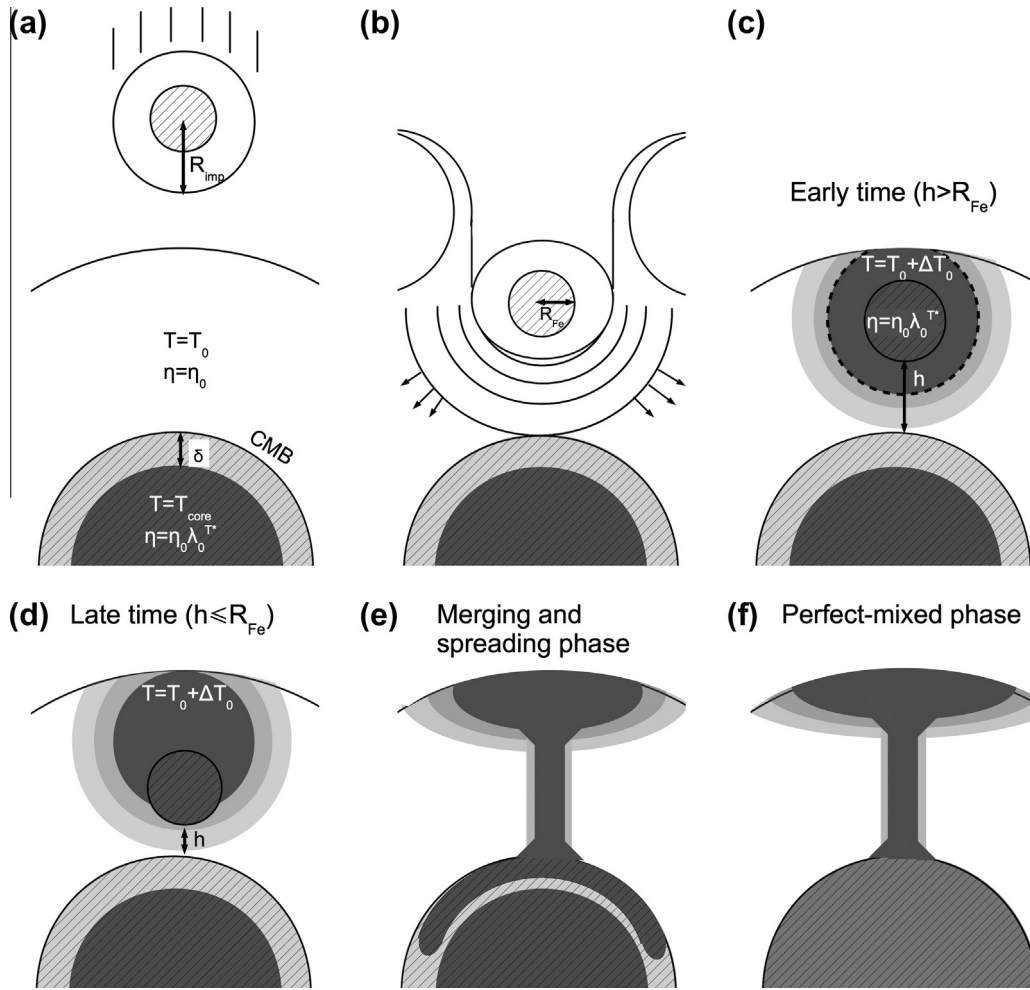 (a)
R_imp
T=T_0
η=η_0
δ
CMB
T=T_core
η=η_0λ_0^T*
(b)
R_Fe
(c)
Early time (h>R_Fe)
T=T_0+ΔT_0
η=η_0λ_0^T*
h
(d) Late time (h⩽R_Fe)
T=T_0+ΔT_0
h
(e) Merging and
spreading phase
(f) Perfect-mixed phase